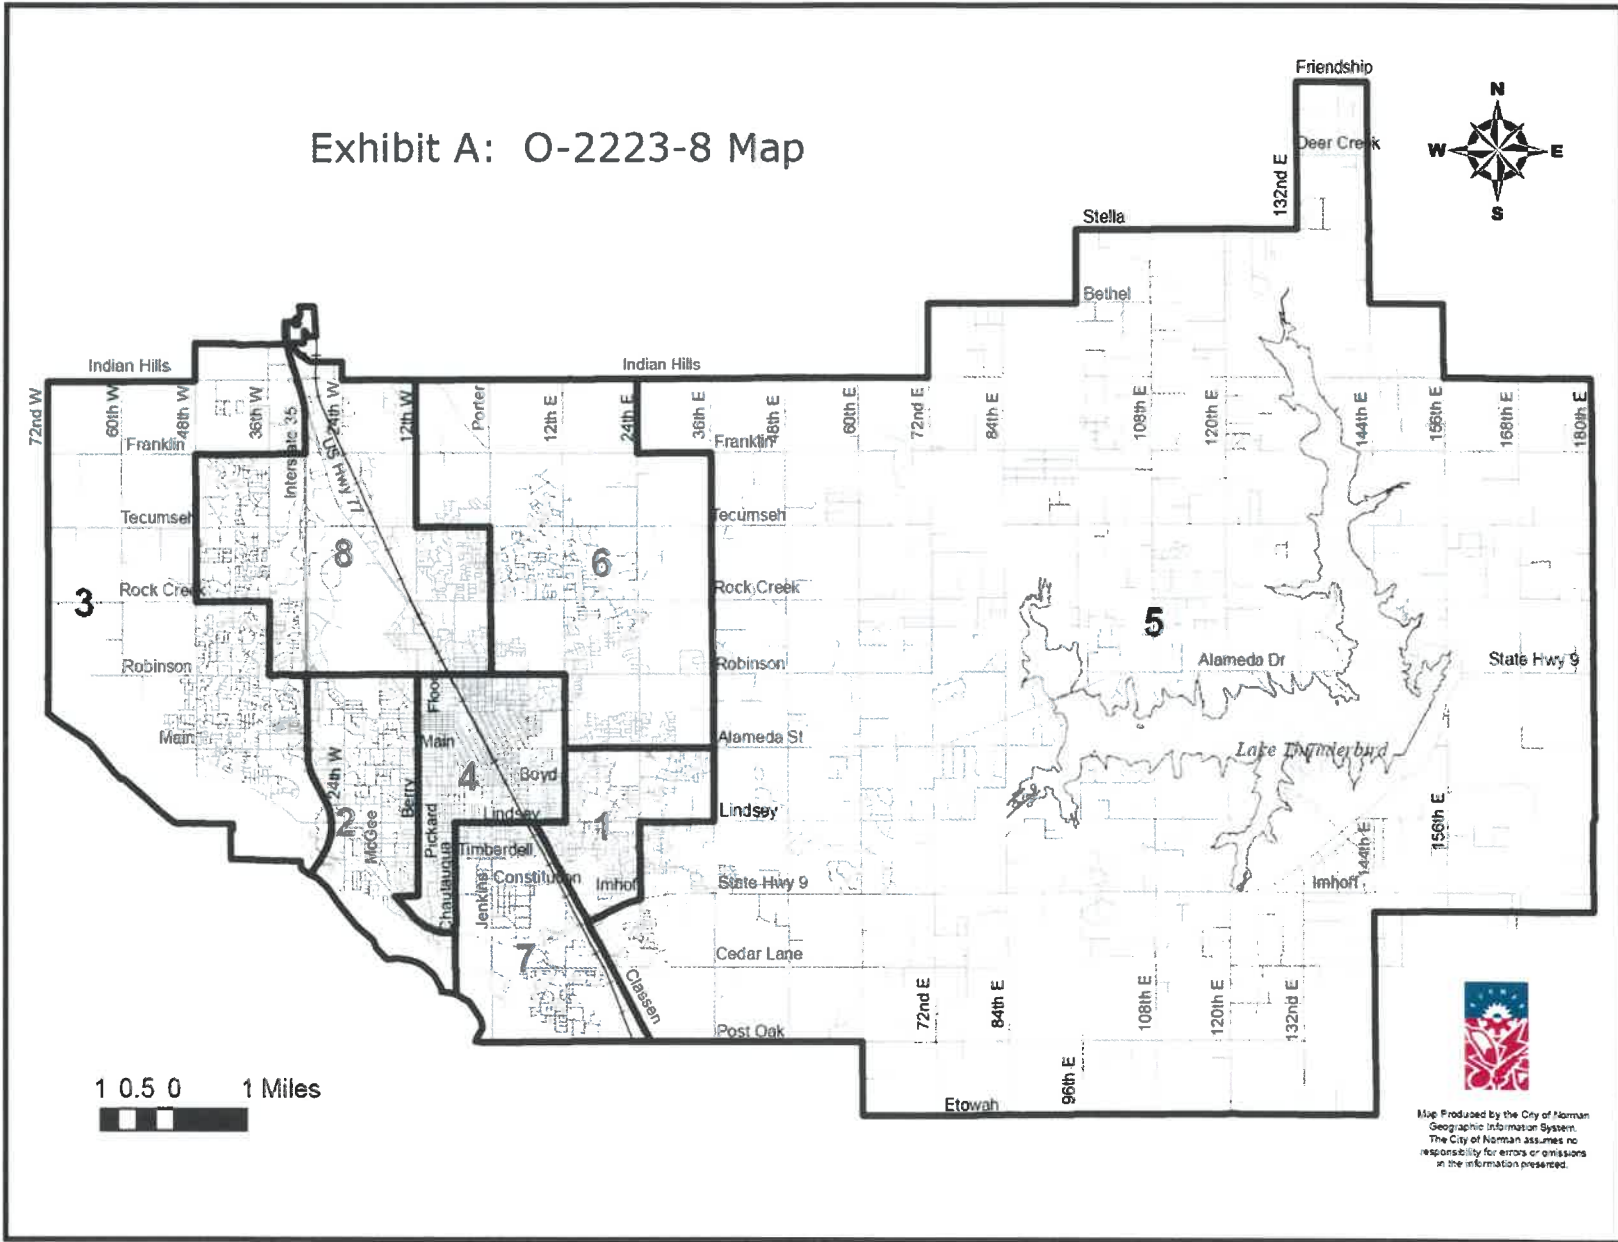 Friendship
N
Exhibit A: O-2223-8 Map
Deer Creek
W
E
132nd E
S
Stella
Bethel
Indian Hills
Indian Hills
72nd W
60th W
48th W
36th W
Interstate 35
24th W
US Hwy 77
12th W
Porter
12th E
24th E
36th E
48th E
60th E
72nd E
84th E
108th E
120th E
144th E
156th E
168th E
180th E
Franklin
Franklin
Tecumseh
Tecumseh
8
6
Rock Creek
Rock Creek
3
5
Robinson
Robinson
Alameda Dr
State Hwy 9
Flood
Main
Main
Alameda St
Lake Thunderbird
24th W
4
Boyd
Berry
2
McGee
Pickard
Lindsey
1
Lindsey
156th E
144th E
Chautauqua
Timberdell
Constitution
Imhoff
State Hwy 9
Imhoff
Jenkins
7
Cedar Lane
Classen
72nd E
84th E
108th E
120th E
132nd E
Post Oak
96th E
Etowah
1 0.5 0 1 Miles
Map Produced by the City of Norman
Geographic Information System.
The City of Norman assumes no
responsibility for errors or omissions
in the information presented.